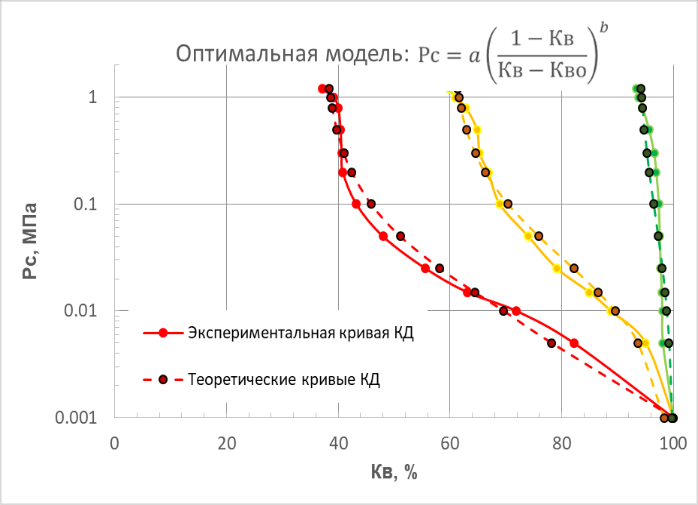 Оптимальная модель: Pc = a ((1 − Кв)/(Кв − Кво))^b
Рс, МПа
1
0.1
0.01
0.001
Экспериментальная кривая КД
Теоретические кривые КД
0 20 40 60 80 100
Кв, %